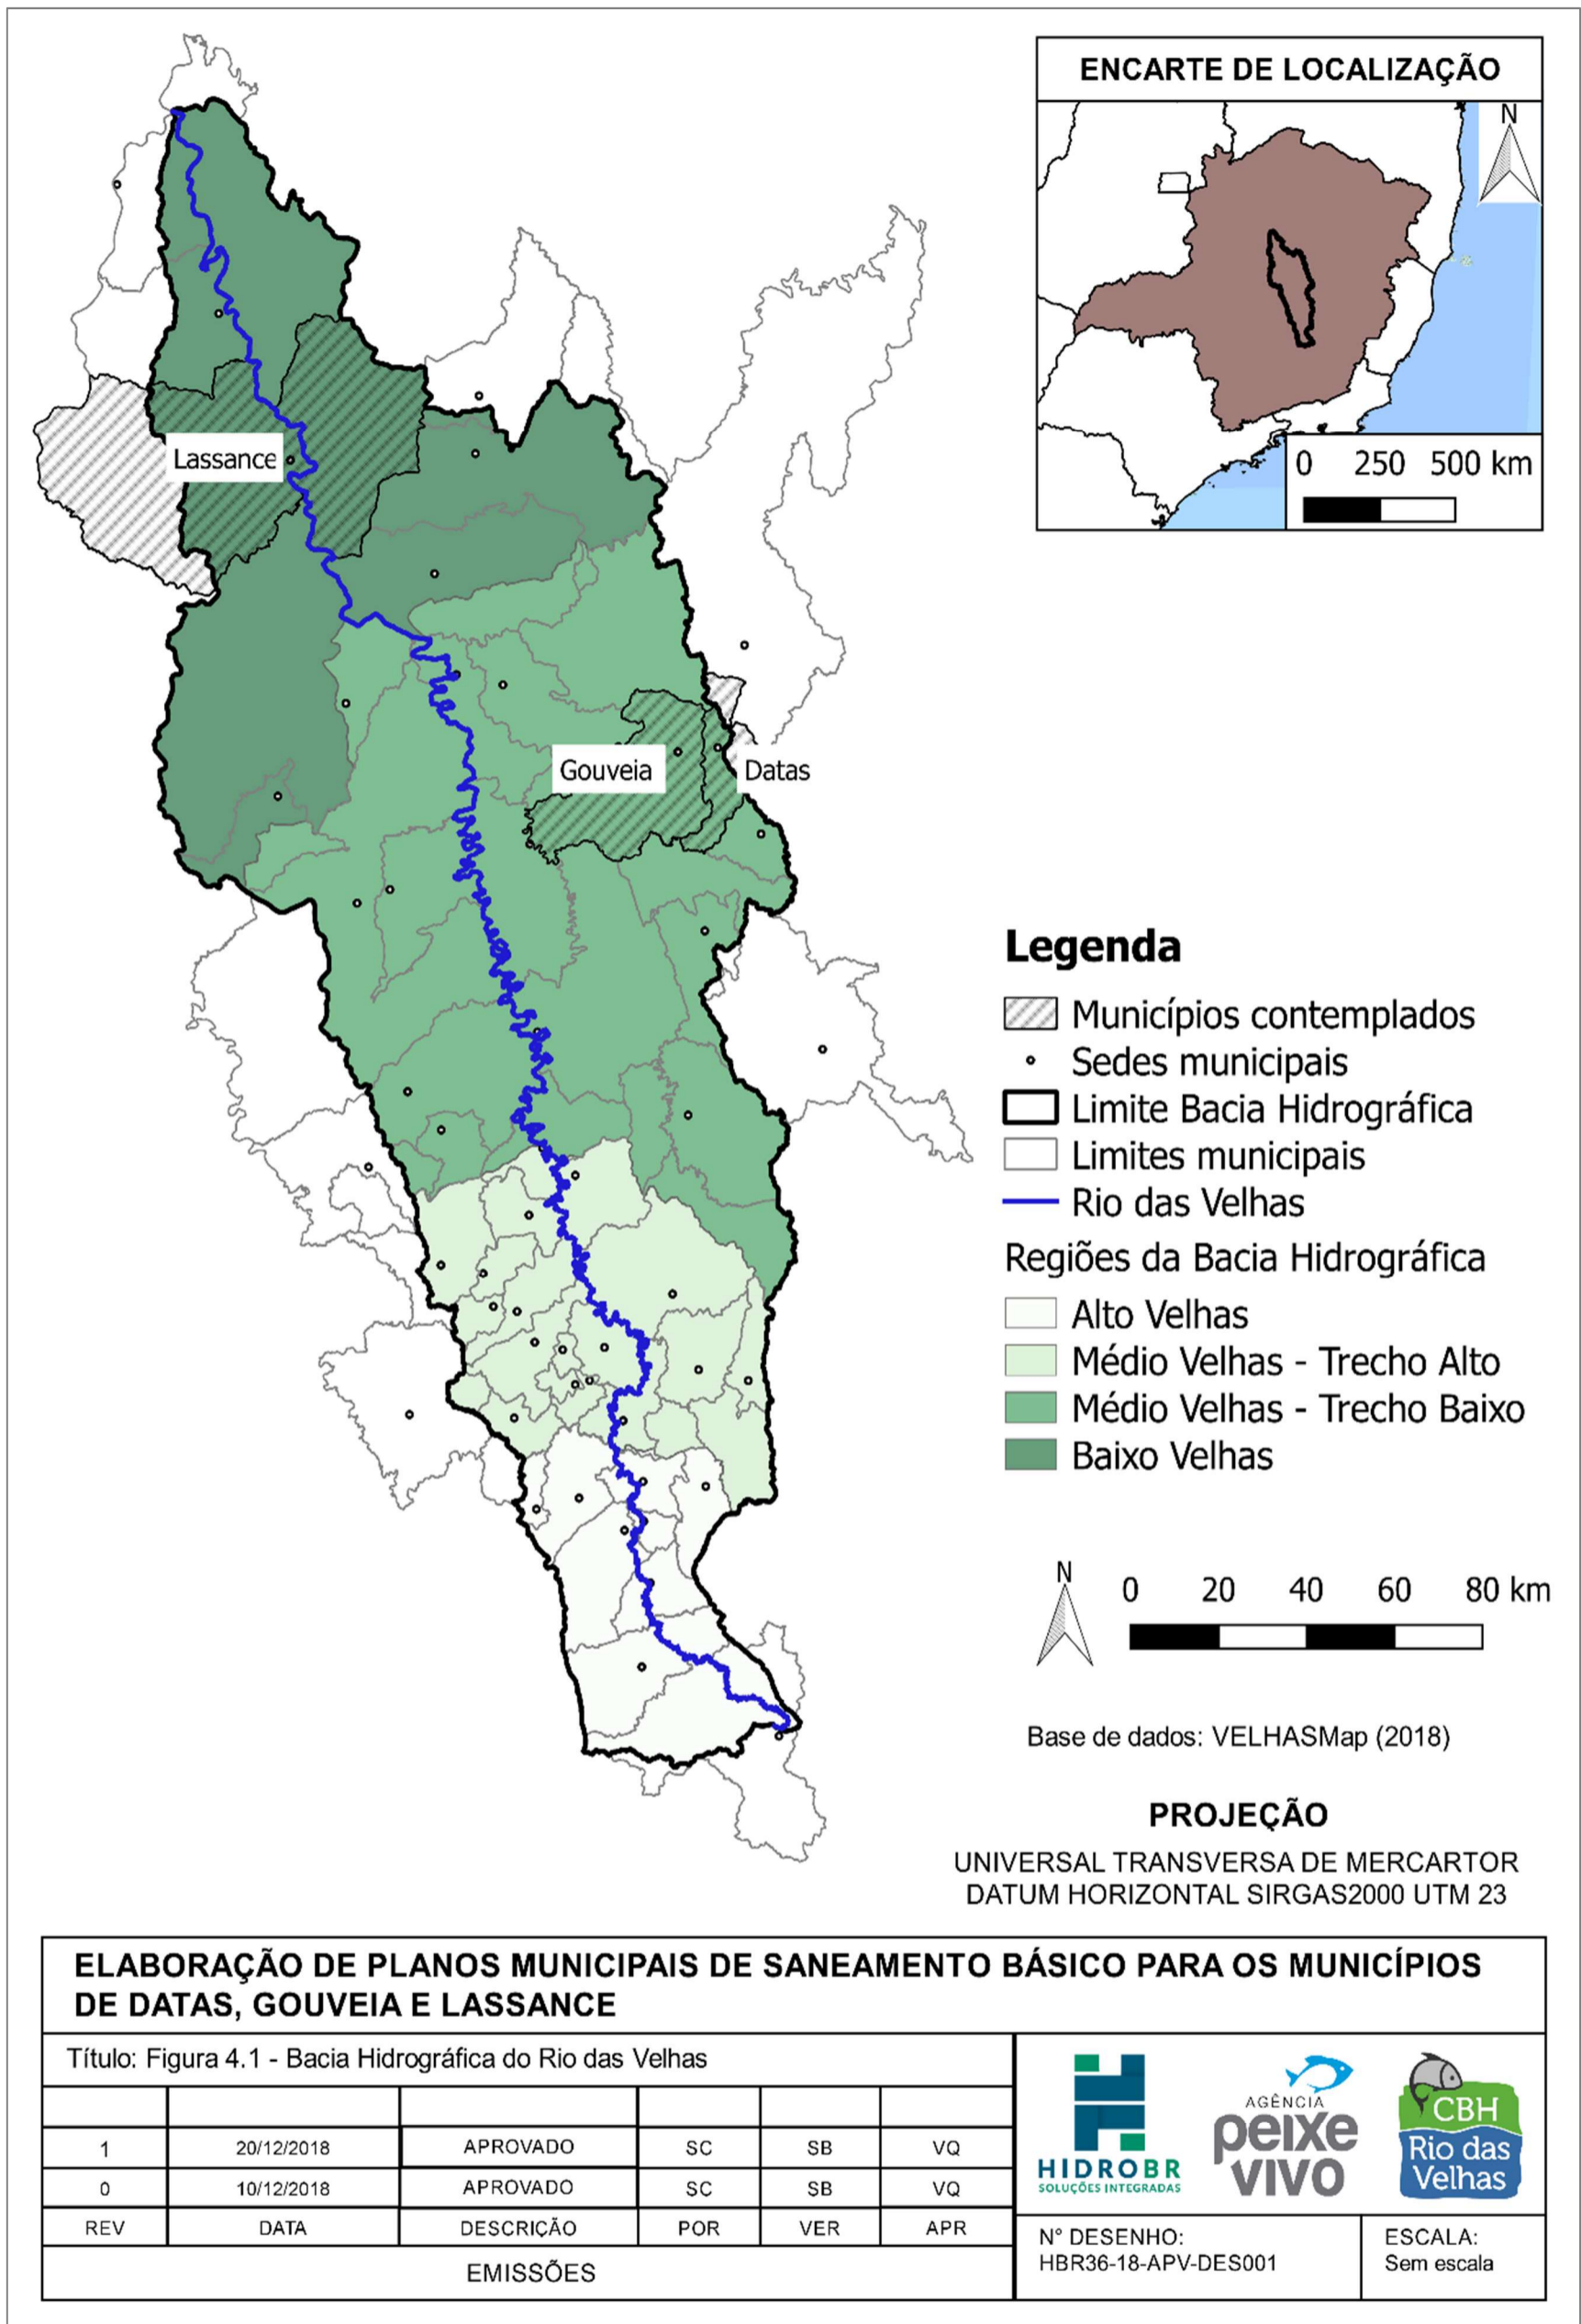 ENCARTE DE LOCALIZAÇÃO
N
0 250 500 km
Lassance
Gouveia
Datas
Legenda
Municípios contemplados
Sedes municipais
Limite Bacia Hidrográfica
Limites municipais
Rio das Velhas
Regiões da Bacia Hidrográfica
Alto Velhas
Médio Velhas - Trecho Alto
Médio Velhas - Trecho Baixo
Baixo Velhas
N
0 20 40 60 80 km
Base de dados: VELHASMap (2018)
PROJEÇÃO
UNIVERSAL TRANSVERSA DE MERCARTOR
DATUM HORIZONTAL SIRGAS2000 UTM 23
ELABORAÇÃO DE PLANOS MUNICIPAIS DE SANEAMENTO BÁSICO PARA OS MUNICÍPIOS
DE DATAS, GOUVEIA E LASSANCE
Título: Figura 4.1 - Bacia Hidrográfica do Rio das Velhas
1 20/12/2018 APROVADO SC SB VQ
0 10/12/2018 APROVADO SC SB VQ
REV DATA DESCRIÇÃO POR VER APR
EMISSÕES
HIDROBR
SOLUÇÕES INTEGRADAS
AGÊNCIA
peixe
VIVO
CBH
Rio das
Velhas
N° DESENHO:
HBR36-18-APV-DES001
ESCALA:
Sem escala